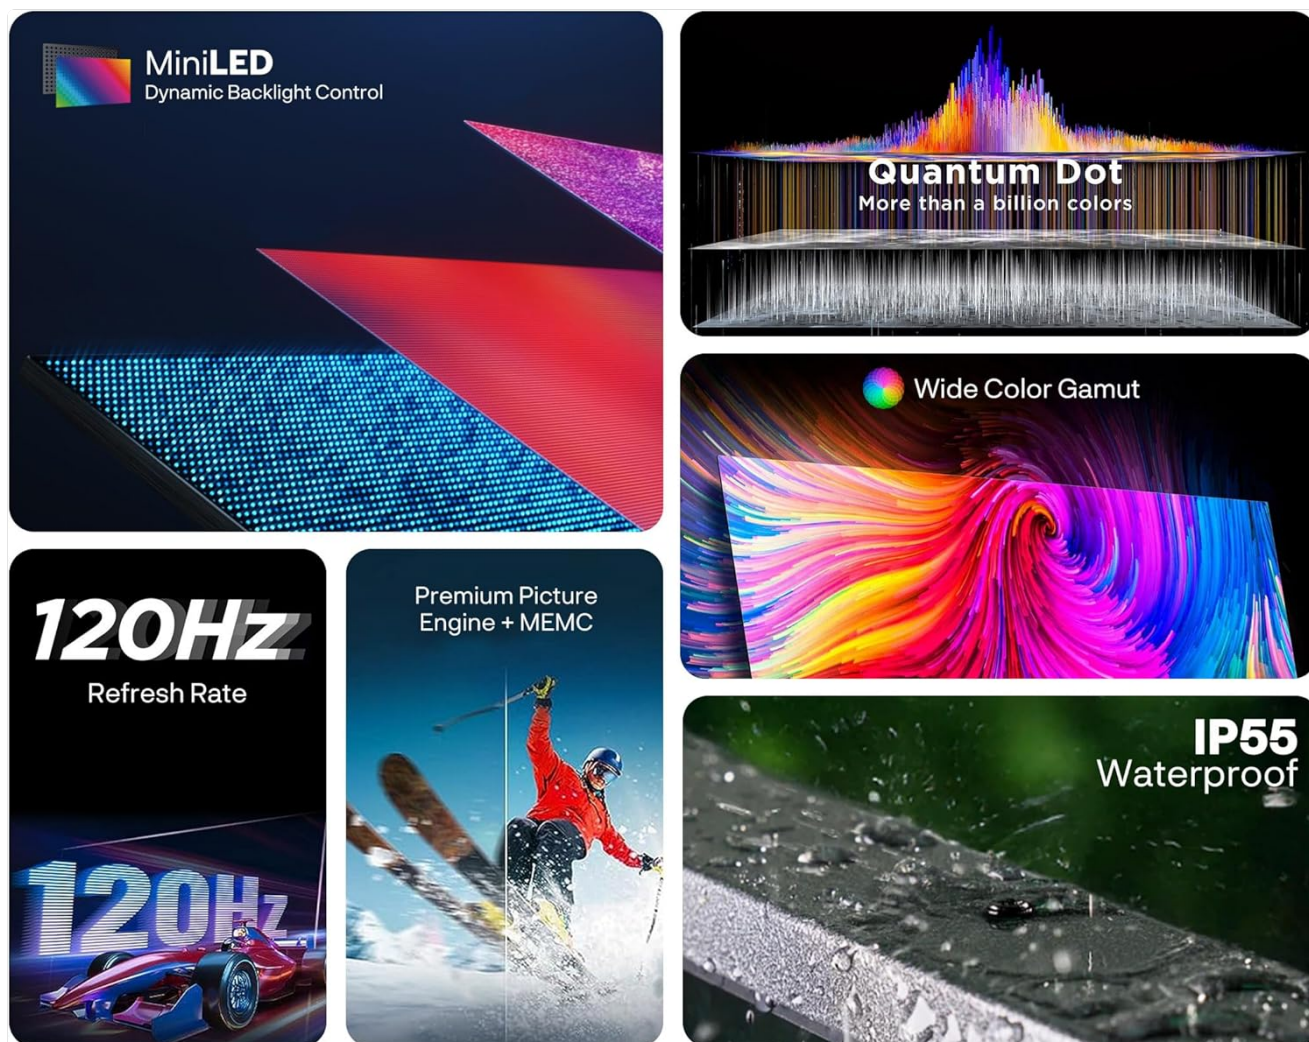 MiniLED
Dynamic Backlight Control
Quantum Dot
More than a billion colors
Wide Color Gamut
120Hz
Refresh Rate
120Hz
Premium Picture
Engine + MEMC
IP55
Waterproof